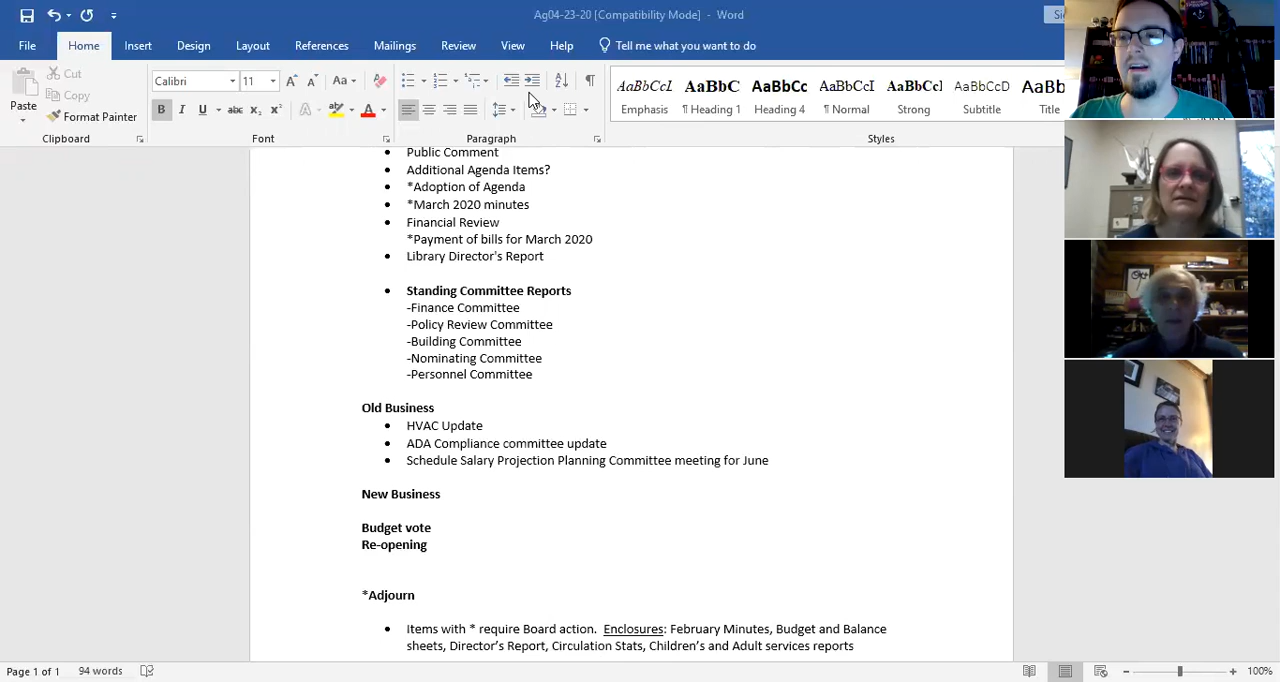 Ag04-23-20 [Compatibility Mode] - Word
File Home Insert Design Layout References Mailings Review View Help Tell me what you want to do
Cut
Copy
Paste
Format Painter
Clipboard
Calibri 11
Font
Paragraph
AaBbCcI AaBbC AaBbCc AaBbCcI AaBbCcI AaBbCcD AaBb
Emphasis ¶ Heading 1 Heading 4 ¶ Normal Strong Subtitle Title
Styles
• Public Comment
• Additional Agenda Items?
• *Adoption of Agenda
• *March 2020 minutes
• Financial Review
*Payment of bills for March 2020
• Library Director's Report
• Standing Committee Reports
-Finance Committee
-Policy Review Committee
-Building Committee
-Nominating Committee
-Personnel Committee
Old Business
• HVAC Update
• ADA Compliance committee update
• Schedule Salary Projection Planning Committee meeting for June
New Business
Budget vote
Re-opening
*Adjourn
• Items with * require Board action. Enclosures: February Minutes, Budget and Balance
sheets, Director's Report, Circulation Stats, Children's and Adult services reports
Page 1 of 1 94 words 100%